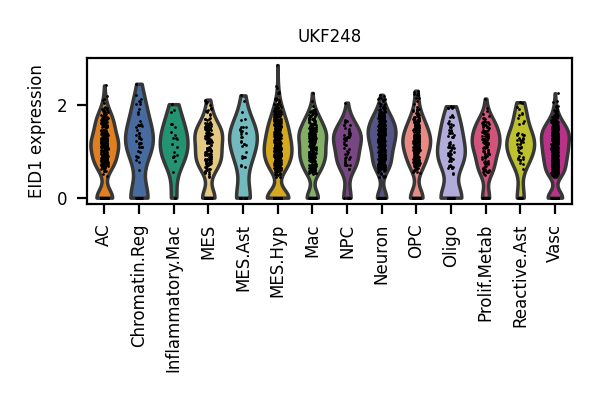 UKF248
EID1 expression
2
0
AC
Chromatin.Reg
Inflammatory.Mac
MES
MES.Ast
MES.Hyp
Mac
NPC
Neuron
OPC
Oligo
Prolif.Metab
Reactive.Ast
Vasc